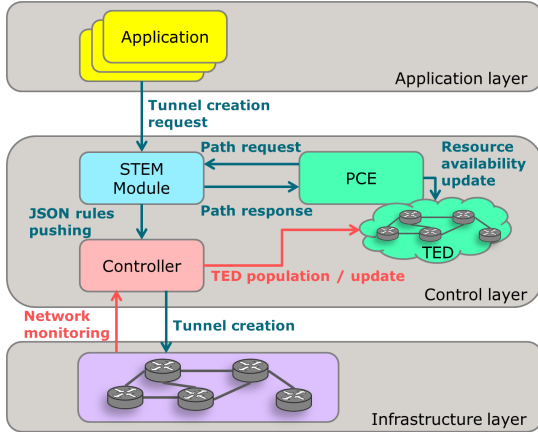 Application
Application layer
Tunnel creation
request
Path request
Resource
availability
update
STEM
Module
PCE
JSON rules
pushing
Path response
TED
Controller
TED population / update
Control layer
Network
monitoring
Tunnel creation
Infrastructure layer